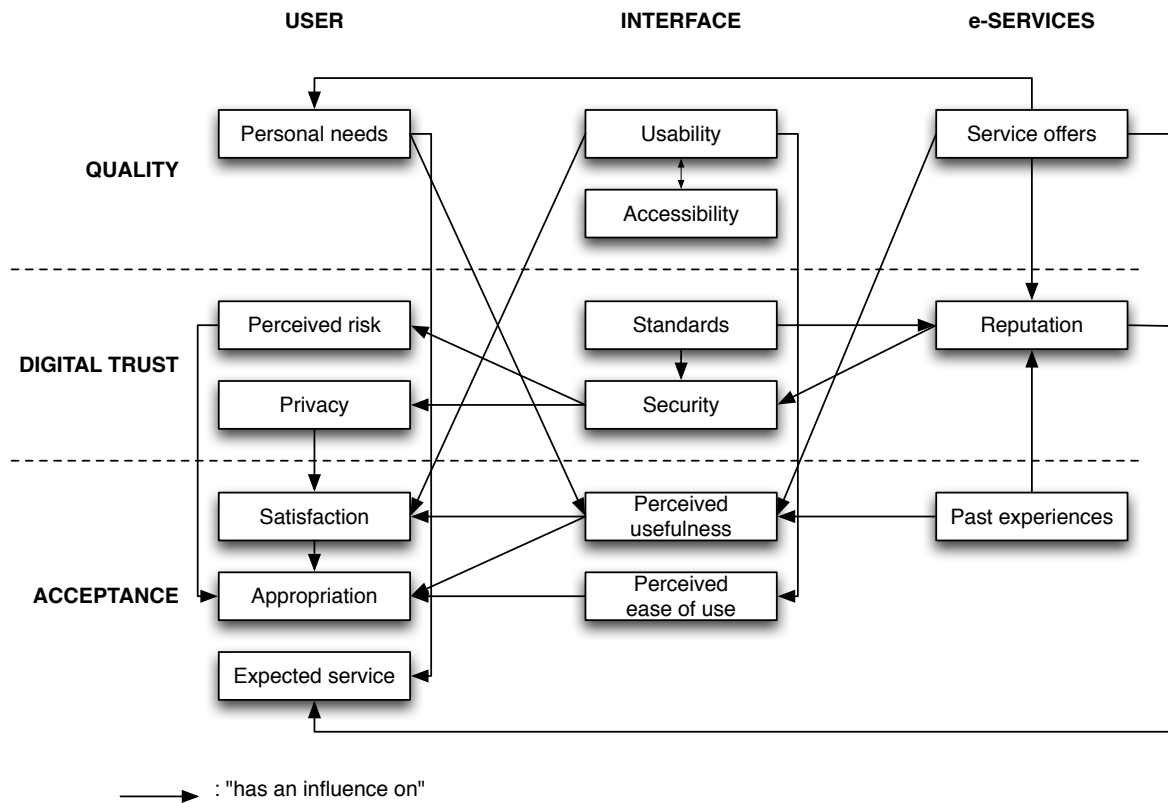 USER
INTERFACE
e-SERVICES
QUALITY
Personal needs
Usability
Service offers
Accessibility
DIGITAL TRUST
Perceived risk
Standards
Reputation
Privacy
Security
ACCEPTANCE
Satisfaction
Perceived
usefulness
Past experiences
Appropriation
Perceived
ease of use
Expected service
: "has an influence on"